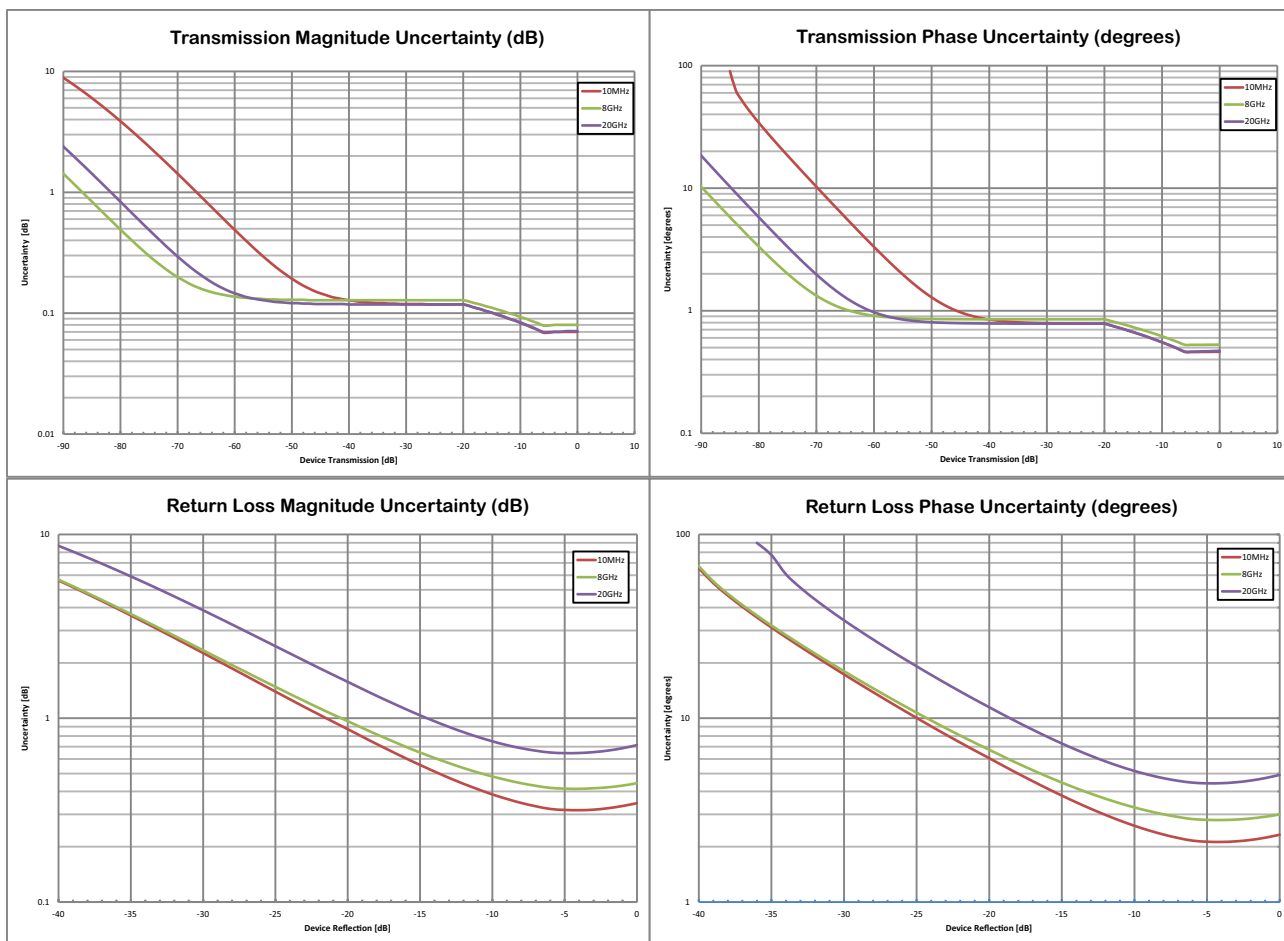 Transmission Magnitude Uncertainty (dB)
10
1
0.1
0.01
Uncertainty [dB]
10MHz
8GHz
20GHz
-90 -80 -70 -60 -50 -40 -30 -20 -10 0 10
Device Transmission [dB]
Transmission Phase Uncertainty (degrees)
100
10
1
0.1
Uncertainty [degrees]
10MHz
8GHz
20GHz
-90 -80 -70 -60 -50 -40 -30 -20 -10 0 10
Device Transmission [dB]
Return Loss Magnitude Uncertainty (dB)
10
1
0.1
Uncertainty [dB]
10MHz
8GHz
20GHz
-40 -35 -30 -25 -20 -15 -10 -5 0
Device Reflection [dB]
Return Loss Phase Uncertainty (degrees)
100
10
1
Uncertainty [degrees]
10MHz
8GHz
20GHz
-40 -35 -30 -25 -20 -15 -10 -5 0
Device Reflection [dB]